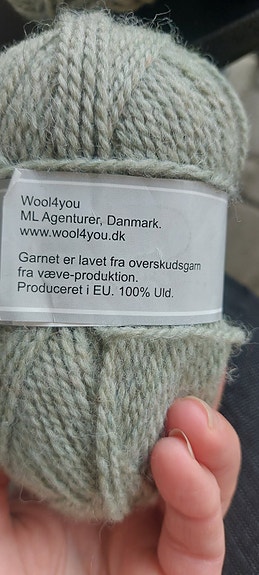 Wool4you
ML Agenturer, Danmark.
www.wool4you.dk
Garnet er lavet fra overskudsgarn
fra væve-produktion.
Produceret i EU. 100% Uld.